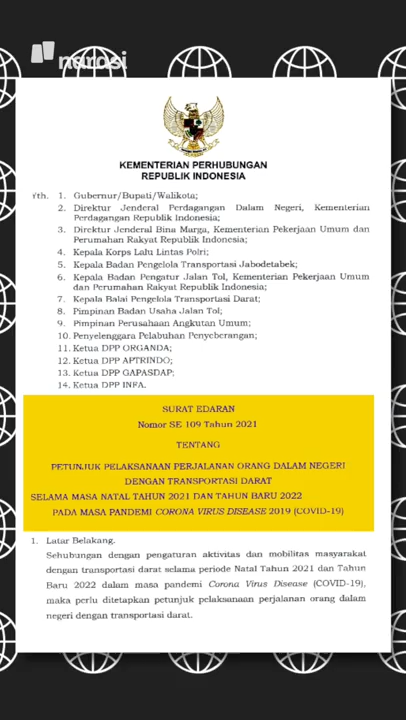 narasi
KEMENTERIAN PERHUBUNGAN
REPUBLIK INDONESIA
Yth. 1. Gubernur/Bupati/Walikota;
2. Direktur Jenderal Perdagangan Dalam Negeri, Kementerian
Perdagangan Republik Indonesia;
3. Direktur Jenderal Bina Marga, Kementerian Pekerjaan Umum dan
Perumahan Rakyat Republik Indonesia;
4. Kepala Korps Lalu Lintas Polri;
5. Kepala Badan Pengelola Transportasi Jabodetabek;
6. Kepala Badan Pengatur Jalan Tol, Kementerian Pekerjaan Umum
dan Perumahan Rakyat Republik Indonesia;
7. Kepala Balai Pengelola Transportasi Darat;
8. Pimpinan Badan Usaha Jalan Tol;
9. Pimpinan Perusahaan Angkutan Umum;
10. Penyelenggara Pelabuhan Penyeberangan;
11. Ketua DPP ORGANDA;
12. Ketua DPP APTRINDO;
13. Ketua DPP GAPASDAP;
14. Ketua DPP INFA.
SURAT EDARAN
Nomor SE 109 Tahun 2021
TENTANG
PETUNJUK PELAKSANAAN PERJALANAN ORANG DALAM NEGERI
DENGAN TRANSPORTASI DARAT
SELAMA MASA NATAL TAHUN 2021 DAN TAHUN BARU 2022
PADA MASA PANDEMI CORONA VIRUS DISEASE 2019 (COVID-19)
1. Latar Belakang.
Sehubungan dengan pengaturan aktivitas dan mobilitas masyarakat
dengan transportasi darat selama periode Natal Tahun 2021 dan Tahun
Baru 2022 dalam masa pandemi Corona Virus Disease (COVID-19),
maka perlu ditetapkan petunjuk pelaksanaan perjalanan orang dalam
negeri dengan transportasi darat.